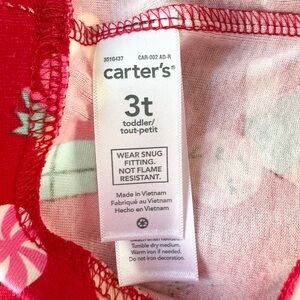 3510437 CAR-002 AD-R
carter's®
3t
toddler/
tout-petit
WEAR SNUG
FITTING.
NOT FLAME
RESISTANT.
Made in Vietnam
Fabriqué au Vietnam
Hecho en Vietnam
Tumble dry medium.
Warm iron if needed.
Do not iron decoration.